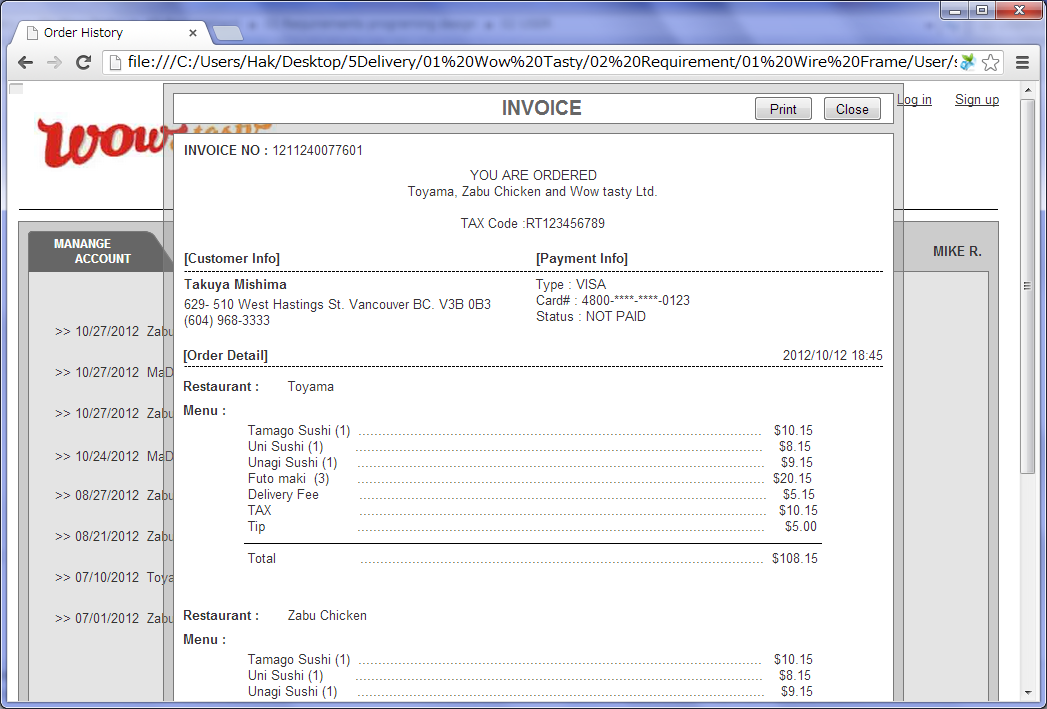 Order History
file:///C:/Users/Hak/Desktop/5Delivery/01%20Wow%20Tasty/02%20Requirement/01%20Wire%20Frame/User/s
Log in Sign up
wow
INVOICE Print Close
INVOICE NO : 1211240077601
YOU ARE ORDERED
Toyama, Zabu Chicken and Wow tasty Ltd.
TAX Code :RT123456789
MANANGE
ACCOUNT
MIKE R.
[Customer Info] [Payment Info]
Takuya Mishima Type : VISA
629- 510 West Hastings St. Vancouver BC. V3B 0B3 Card# : 4800-****-****-0123
(604) 968-3333 Status : NOT PAID
>> 10/27/2012 Zabu
>> 10/27/2012 MaD
>> 10/27/2012 Zabu
>> 10/24/2012 MaD
>> 08/27/2012 Zabu
>> 08/21/2012 Zabu
>> 07/10/2012 Toya
>> 07/01/2012 Zabu
[Order Detail] 2012/10/12 18:45
Restaurant : Toyama
Menu :
Tamago Sushi (1) $10.15
Uni Sushi (1) $8.15
Unagi Sushi (1) $9.15
Futo maki (3) $20.15
Delivery Fee $5.15
TAX $10.15
Tip $5.00
Total $108.15
Restaurant : Zabu Chicken
Menu :
Tamago Sushi (1) $10.15
Uni Sushi (1) $8.15
Unagi Sushi (1) $9.15